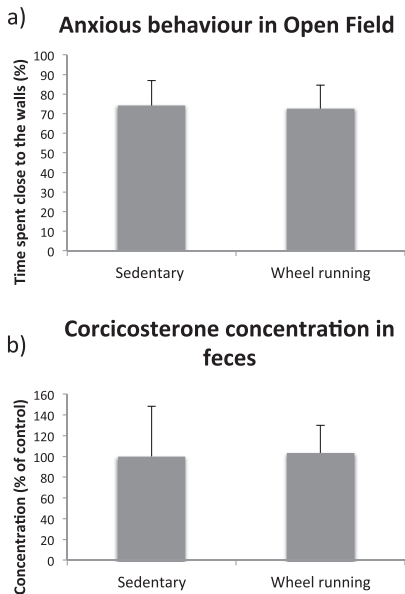 a)
Anxious behaviour in Open Field
Time spent close to the walls (%)
100
90
80
70
60
50
40
30
20
10
0
Sedentary Wheel running
b)
Corcicosterone concentration in
feces
Concentration (% of control)
160
140
120
100
80
60
40
20
0
Sedentary Wheel running